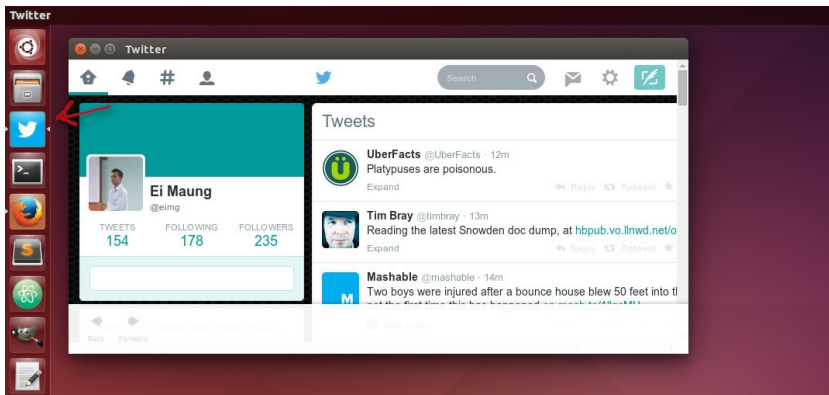 Twitter
Twitter
Search
Ei Maung
@eimg
TWEETS FOLLOWING FOLLOWERS
154 178 235
Tweets
UberFacts @UberFacts · 12m
Platypuses are poisonous.
Expand Reply Retweet
Tim Bray @timbray · 13m
Reading the latest Snowden doc dump, at hbpub.vo.llnwd.net/o
Expand Reply Retweet
Mashable @mashable · 14m
Two boys were injured after a bounce house blew 50 feet into
Back Forward